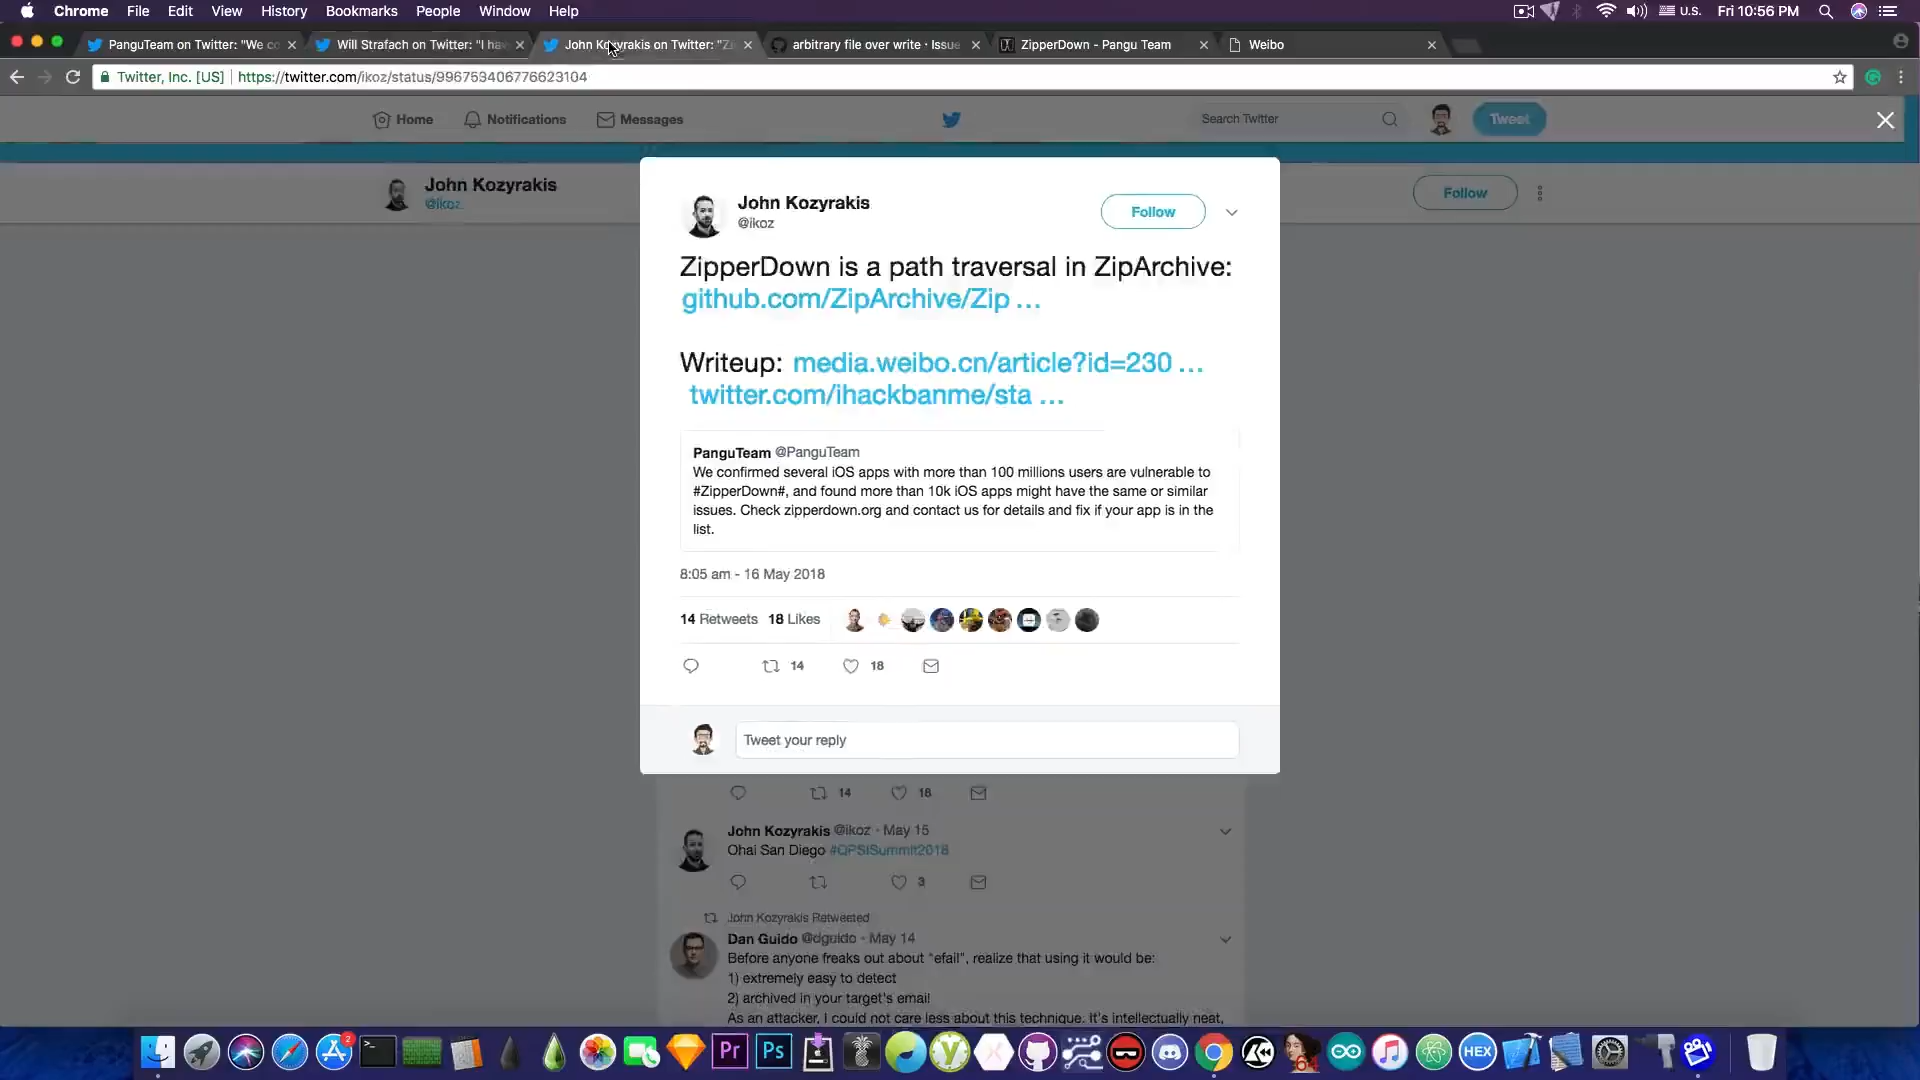 Chrome File Edit View History Bookmarks People Window Help U.S. Fri 10:56 PM
PanguTeam on Twitter: "We co
Will Strafach on Twitter: "I ha
John Kozyrakis on Twitter: "Zi
arbitrary file over write · Issue
ZipperDown - Pangu Team
Weibo
Twitter, Inc. [US] https://twitter.com/ikoz/status/996753406776623104
Home Notifications Messages Search Twitter Tweet
John Kozyrakis
@ikoz
Follow
John Kozyrakis
@ikoz
Follow
ZipperDown is a path traversal in ZipArchive:
github.com/ZipArchive/Zip ...
Writeup: media.weibo.cn/article?id=230 ...
twitter.com/ihackbanme/sta ...
PanguTeam @PanguTeam
We confirmed several iOS apps with more than 100 millions users are vulnerable to
#ZipperDown#, and found more than 10k iOS apps might have the same or similar
issues. Check zipperdown.org and contact us for details and fix if your app is in the
list.
8:05 am - 16 May 2018
14 Retweets 18 Likes
14 18
Tweet your reply
14 18
John Kozyrakis @ikoz · May 15
Ohai San Diego #QPSISummit2018
3
John Kozyrakis Retweeted
Dan Guido @dguido · May 14
Before anyone freaks out about "efail", realize that using it would be:
1) extremely easy to detect
2) archived in your target's email
As an attacker, I could not care less about this technique. It's intellectually neat,
2
Pr Ps HEX